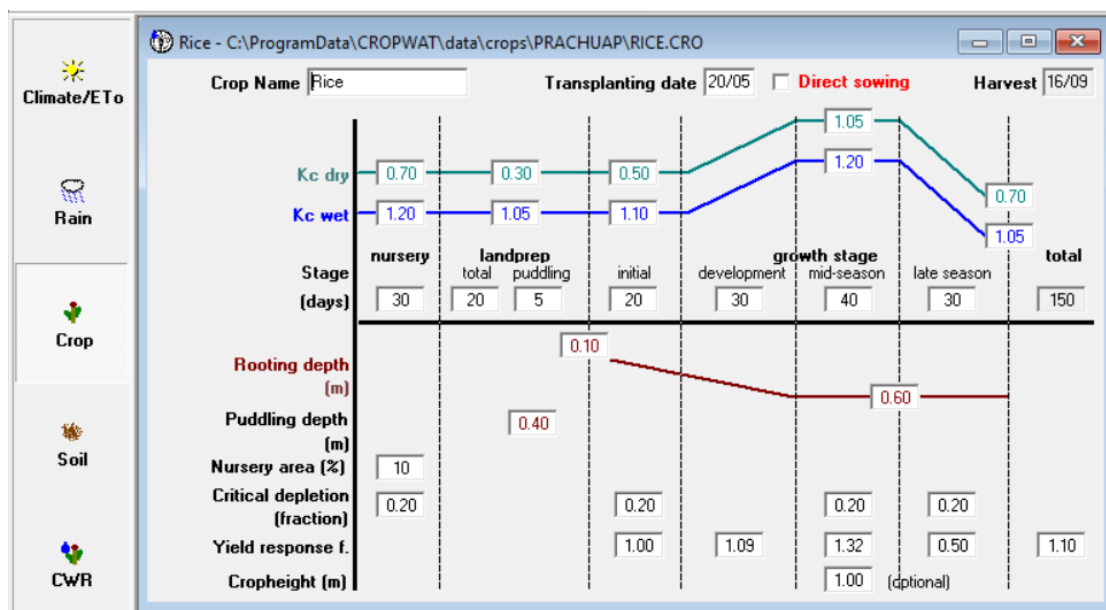 Rice - C:\ProgramData\CROPWAT\data\crops\PRACHUAP\RICE.CRO
Climate/ETo
Rain
Crop
Soil
CWR
Crop Name Rice Transplanting date 20/05 Direct sowing Harvest 16/09
1.05
Kc dry 0.70 0.30 0.50 0.70
1.20
Kc wet 1.20 1.05 1.10 1.05
nursery landprep growth stage total
Stage total puddling initial development mid-season late season
(days) 30 20 5 20 30 40 30 150
0.10
Rooting depth
(m) 0.60
Puddling depth 0.40
(m)
Nursery area (%) 10
Critical depletion 0.20 0.20 0.20 0.20
(fraction)
Yield response f. 1.00 1.09 1.32 0.50 1.10
Cropheight (m) 1.00 (optional)